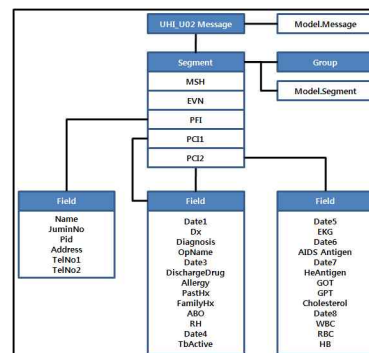 UHI_U02 Message
Model.Message
Segment
Group
MSH
Model.Segment
EVN
PFI
PCI1
PCI2
Field
Name
JuminNo
Pid
Address
TelNo1
TelNo2
Field
Date1
Dx
Diagnosis
OpName
Date3
DischargeDrug
Allergy
PastHx
FamilyHx
ABO
RH
Date4
TbActive
Field
Date5
EKG
Date6
AIDS Antigen
Date7
HeAntigen
GOT
GPT
Cholesterol
Date8
WBC
RBC
HB